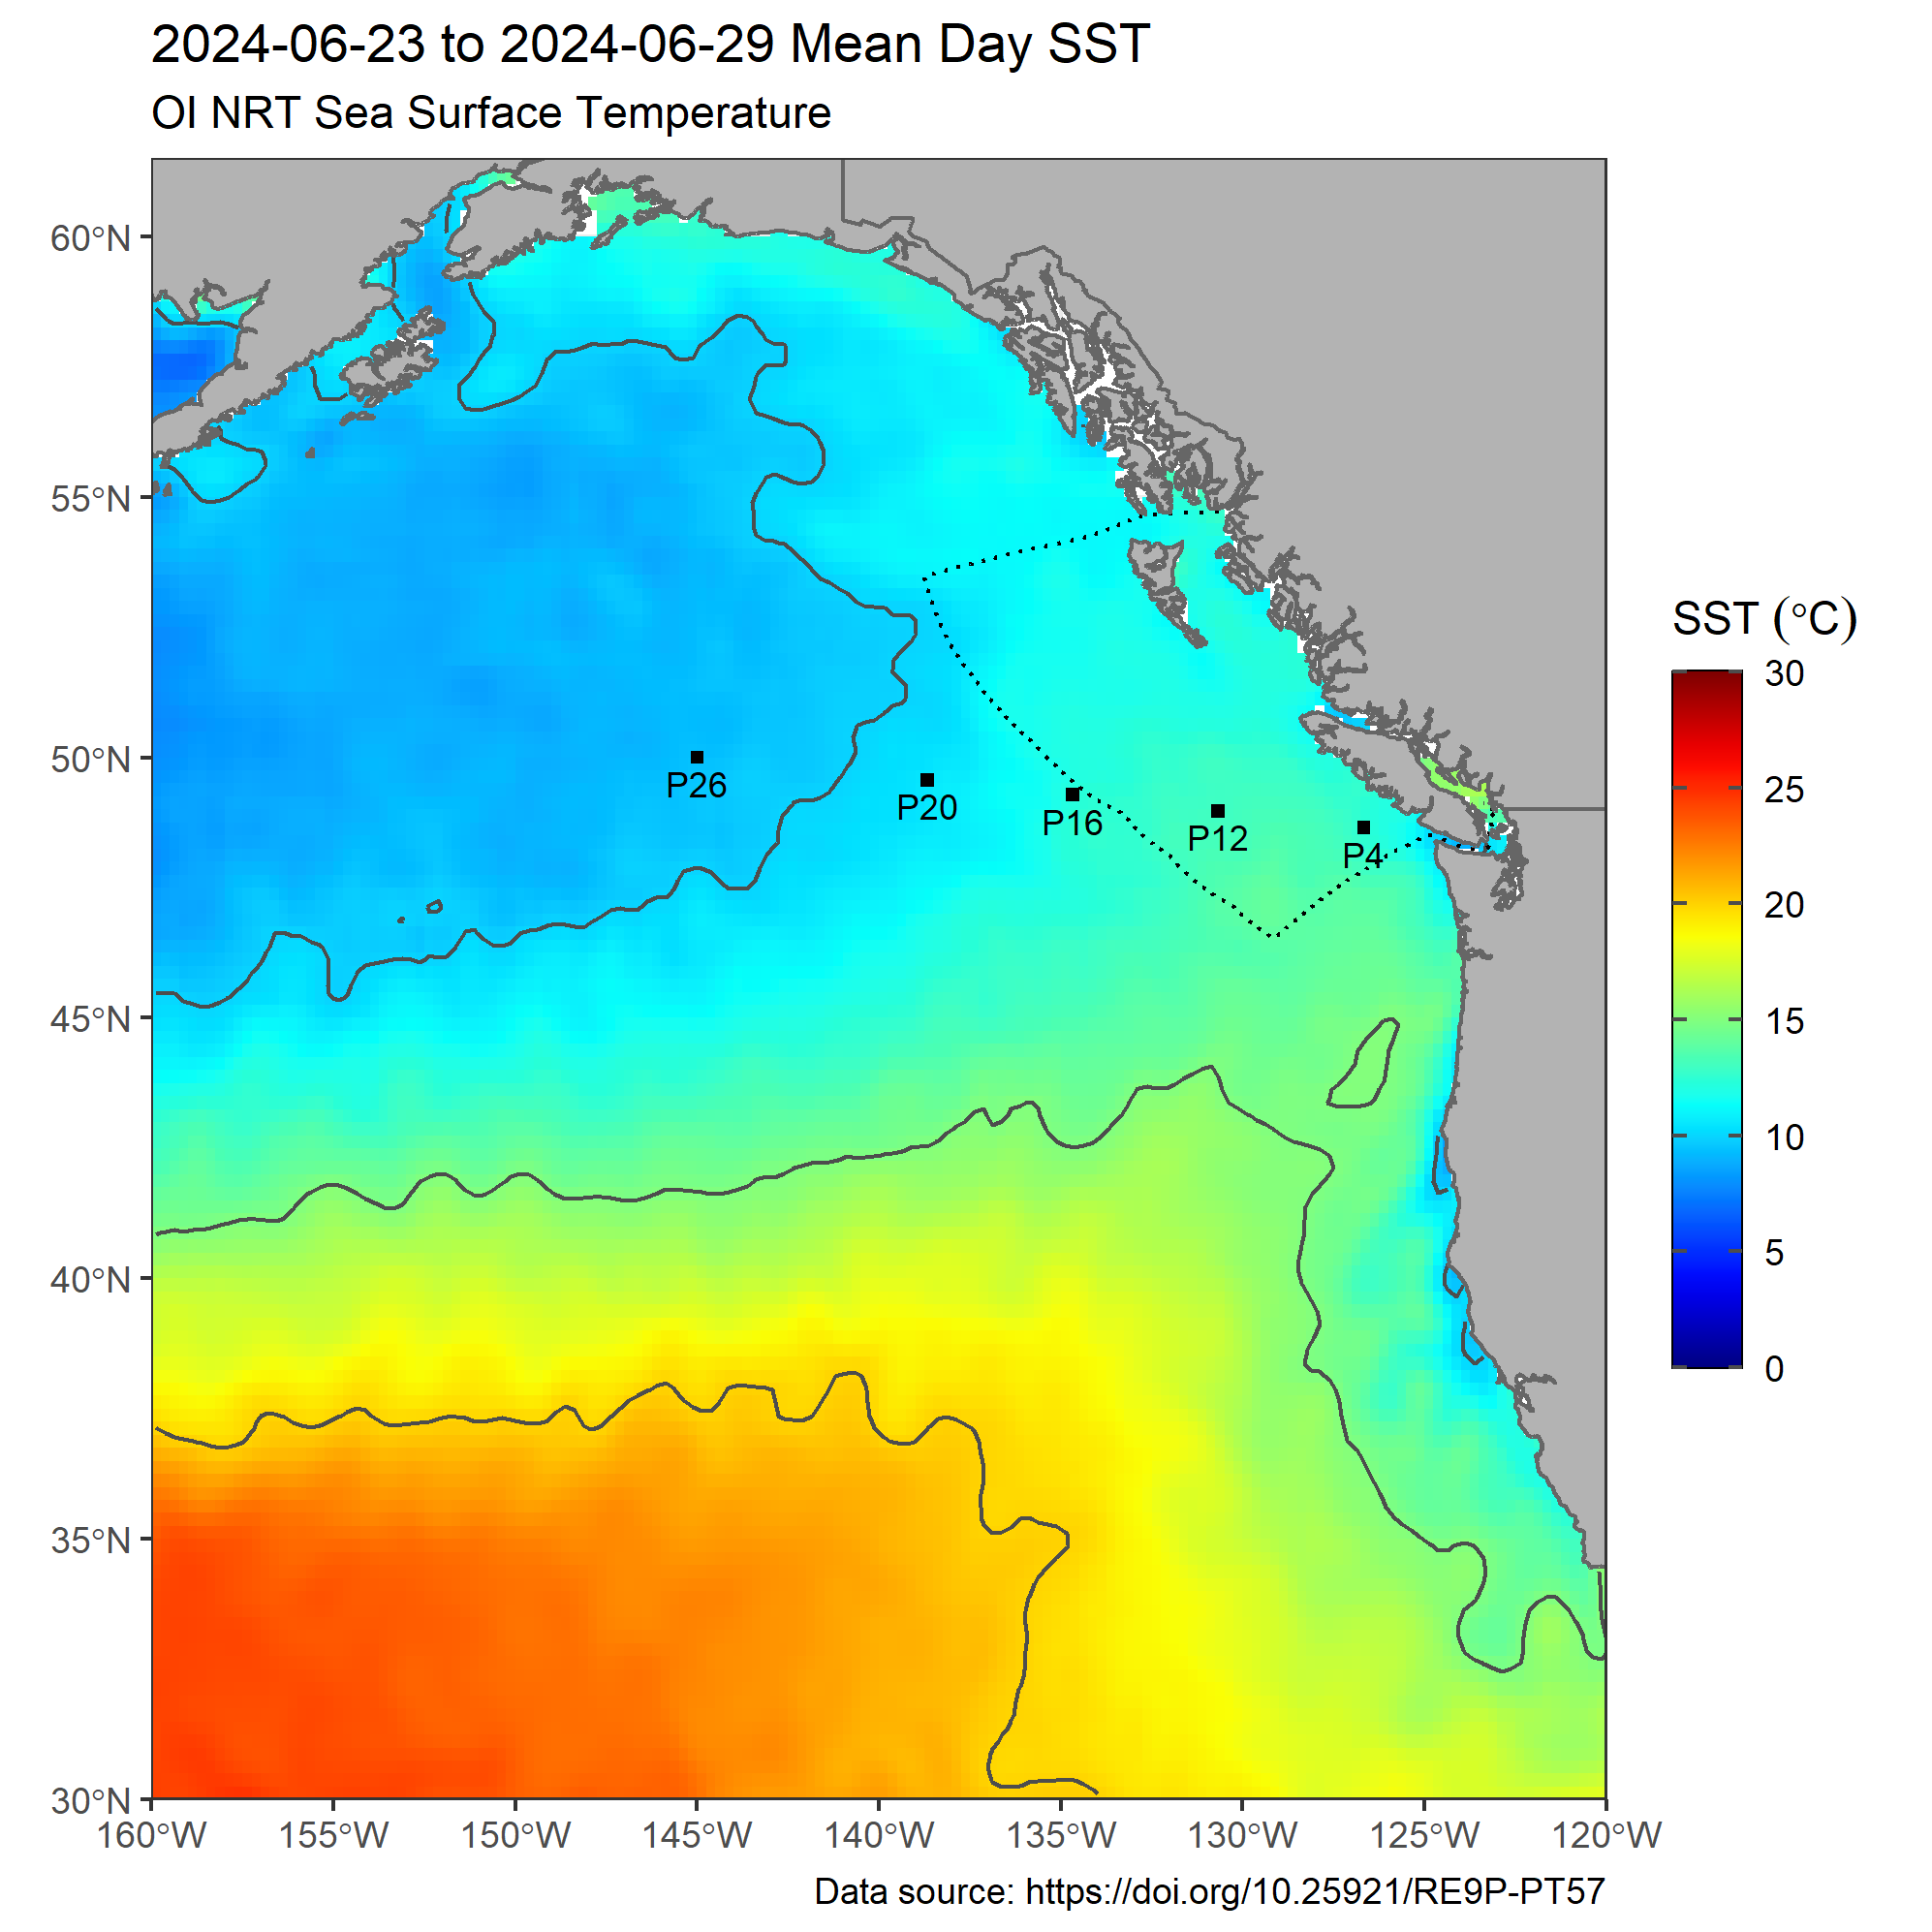 2024-06-23 to 2024-06-29 Mean Day SST
OI NRT Sea Surface Temperature
60°N
55°N
50°N
45°N
40°N
35°N
30°N
P26
P20
P16
P12
P4
SST (°C)
30
25
20
15
10
5
0
160°W 155°W 150°W 145°W 140°W 135°W 130°W 125°W 120°W
Data source: https://doi.org/10.25921/RE9P-PT57